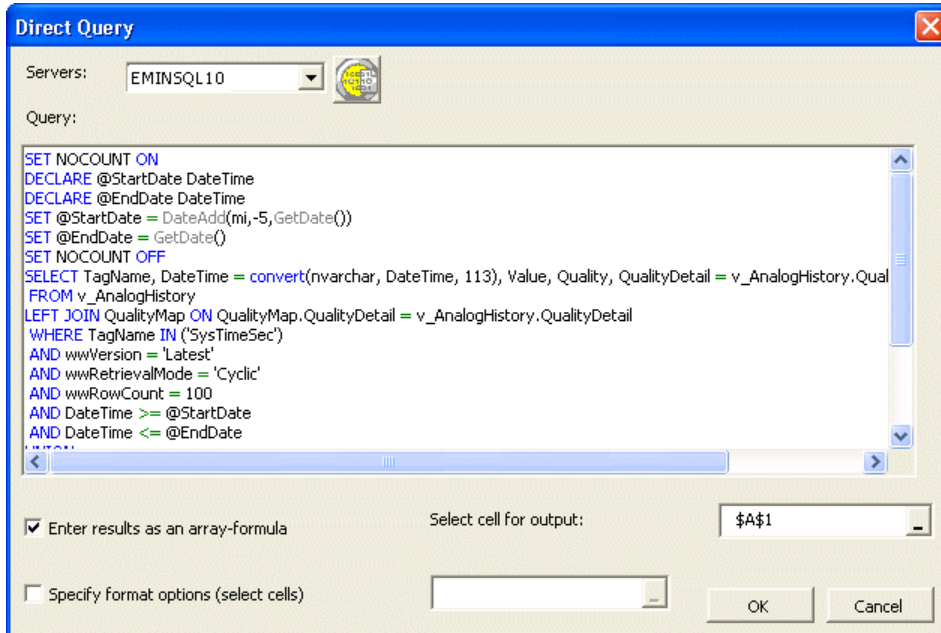 Direct Query
Servers: EMINSQL10
Query:
SET NOCOUNT ON
DECLARE @StartDate DateTime
DECLARE @EndDate DateTime
SET @StartDate = DateAdd(mi,-5,GetDate())
SET @EndDate = GetDate()
SET NOCOUNT OFF
SELECT TagName, DateTime = convert(nvarchar, DateTime, 113), Value, Quality, QualityDetail = v_AnalogHistory.Qual
FROM v_AnalogHistory
LEFT JOIN QualityMap ON QualityMap.QualityDetail = v_AnalogHistory.QualityDetail
WHERE TagName IN ('SysTimeSec')
AND wwVersion = 'Latest'
AND wwRetrievalMode = 'Cyclic'
AND wwRowCount = 100
AND DateTime >= @StartDate
AND DateTime <= @EndDate
UNION
Enter results as an array-formula Select cell for output: $A$1
Specify format options (select cells)
OK Cancel